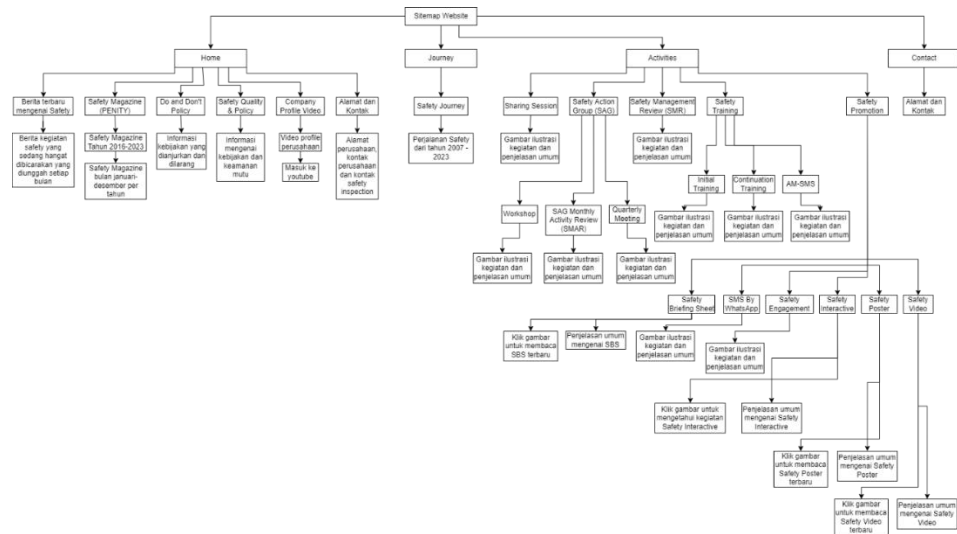 Sitemap Website
Home
Journey
Activities
Contact
Berita terbaru
mengenai Safety
Safety Magazine
(PENITY)
Do and Don't
Policy
Safety Quality
& Policy
Company
Profile Video
Alamat dan
Kontak
Safety Journey
Sharing Session
Safety Action
Group (SAG)
Safety Management
Review (SMR)
Safety
Training
Safety
Promotion
Alamat dan
Kontak
Berita kegiatan
safety yang
sedang hangat
dibicarakan yang
diunggah setiap
bulan
Safety Magazine
Tahun 2016-2023
Safety Magazine
bulan januari-
desember per
tahun
Informasi
kebijakan yang
dianjurkan dan
dilarang
Informasi
mengenai
kebijakan dan
keamanan
mutu
Video profile
perusahaan
Masuk ke
youtube
Alamat
perusahaan,
kontak
perusahaan
dan kontak
safety
inspection
Perjalanan Safety
dari tahun 2007 -
2023
Gambar ilustrasi
kegiatan dan
penjelasan umum
Gambar ilustrasi
kegiatan dan
penjelasan umum
Initial
Training
Continuation
Training
AM-SMS
Workshop
SAG Monthly
Activity Review
(SMAR)
Quarterly
Meeting
Gambar ilustrasi
kegiatan dan
penjelasan umum
Gambar ilustrasi
kegiatan dan
penjelasan umum
Gambar ilustrasi
kegiatan dan
penjelasan umum
Gambar ilustrasi
kegiatan dan
penjelasan umum
Gambar ilustrasi
kegiatan dan
penjelasan umum
Gambar ilustrasi
kegiatan dan
penjelasan umum
Safety
Briefing Sheet
SMS By
WhatsApp
Safety
Engagement
Safety
Interactive
Safety
Poster
Safety
Video
Klik gambar
untuk membaca
SBS terbaru
Penjelasan umum
mengenai SBS
Gambar ilustrasi
kegiatan dan
penjelasan umum
Gambar ilustrasi
kegiatan dan
penjelasan umum
Klik gambar untuk
mengetahui kegiatan
Safety Interactive
Penjelasan umum
mengenai Safety
Interactive
Klik gambar
untuk membaca
Safety Poster
terbaru
Penjelasan umum
mengenai Safety
Poster
Klik gambar
untuk membaca
Safety Video
terbaru
Penjelasan umum
mengenai Safety
Video